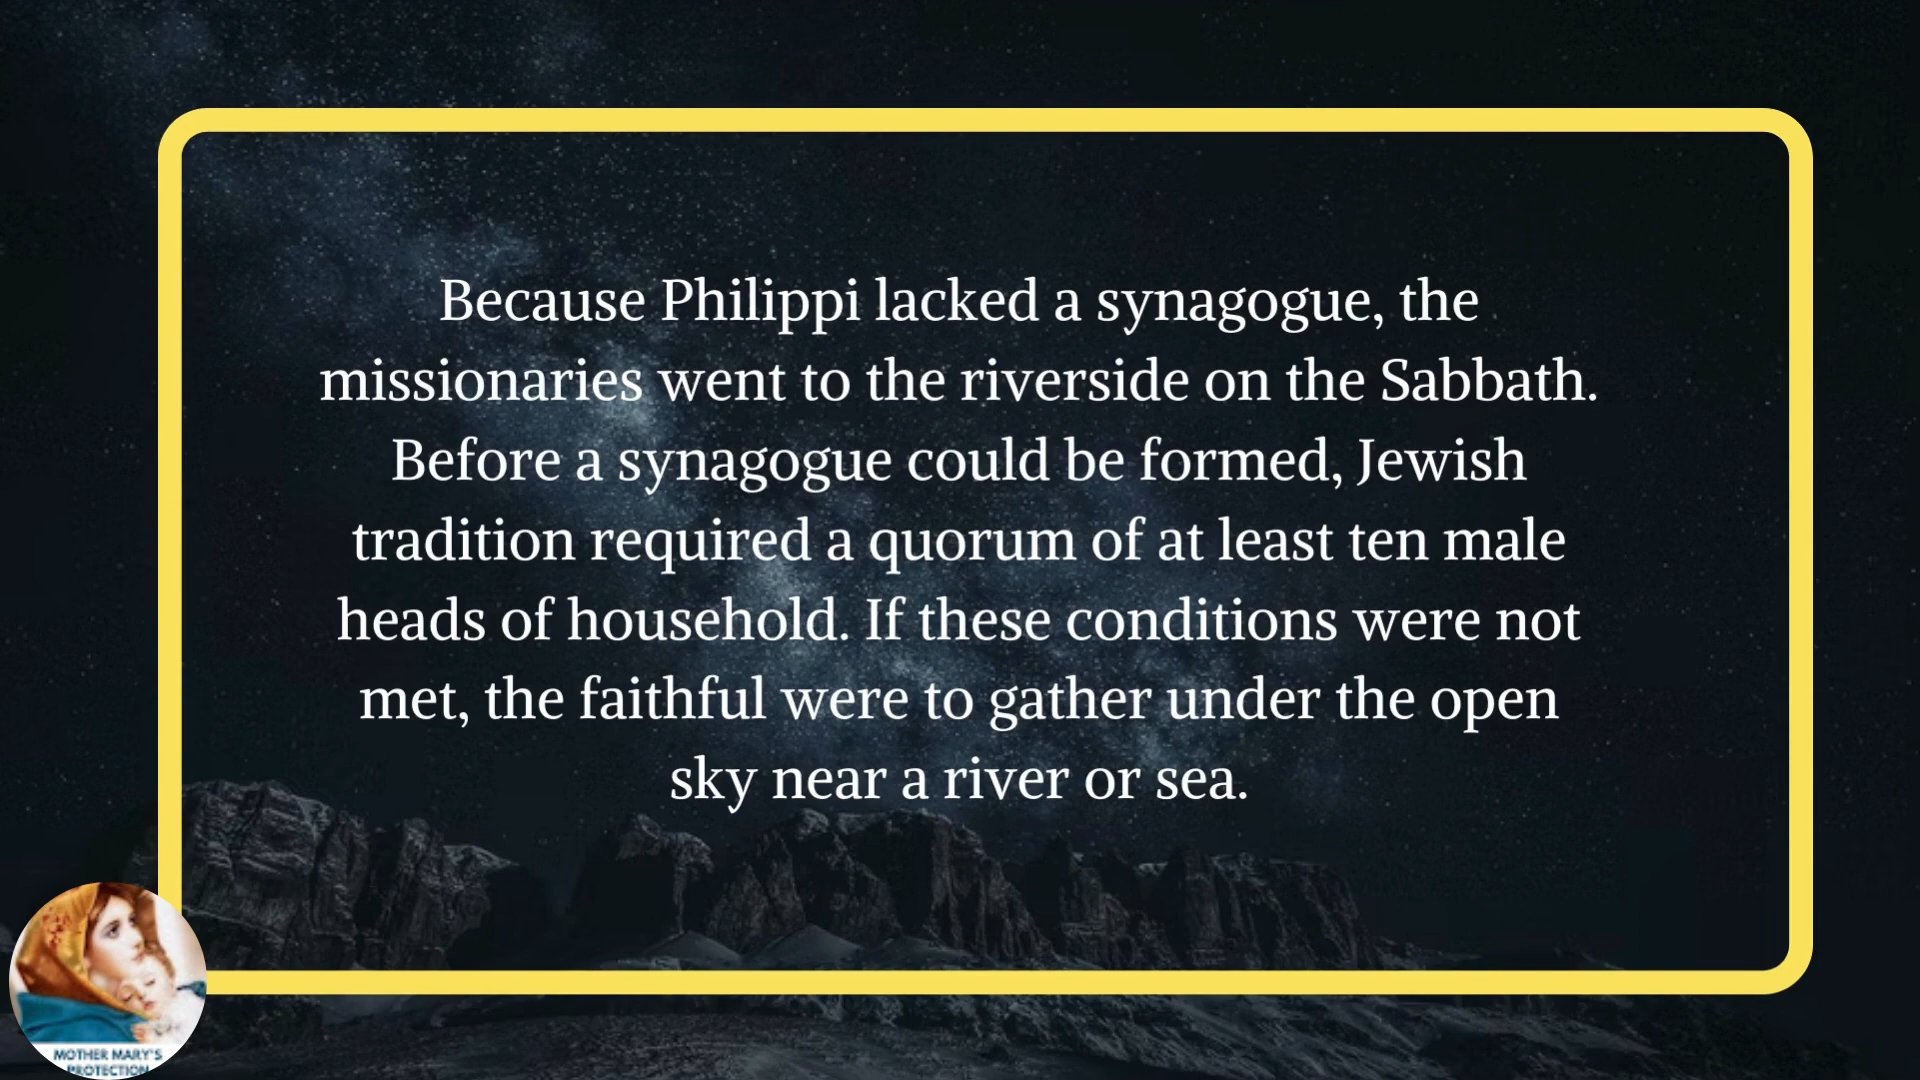 Because Philippi lacked a synagogue, the
missionaries went to the riverside on the Sabbath.
Before a synagogue could be formed, Jewish
tradition required a quorum of at least ten male
heads of household. If these conditions were not
met, the faithful were to gather under the open
sky near a river or sea.
MOTHER MARY'S
PROTECTION